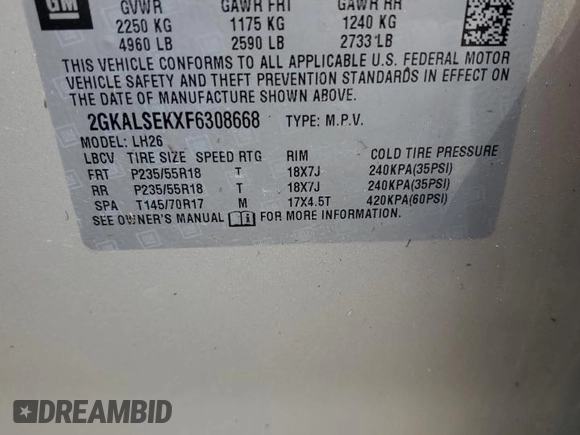 GM
GVWR GAWR FRT GAWR RR
2250 KG 1175 KG 1240 KG
4960 LB 2590 LB 2733 LB
THIS VEHICLE CONFORMS TO ALL APPLICABLE U.S. FEDERAL MOTOR
VEHICLE SAFETY AND THEFT PREVENTION STANDARDS IN EFFECT ON
THE DATE OF MANUFACTURE SHOWN ABOVE.
2GKALSEKXF6308668 TYPE: M.P.V.
MODEL: LH26
LBCV TIRE SIZE SPEED RTG RIM COLD TIRE PRESSURE
FRT P235/55R18 T 18X7J 240KPA(35PSI)
RR P235/55R18 T 18X7J 240KPA(35PSI)
SPA T145/70R17 M 17X4.5T 420KPA(60PSI)
SEE OWNER'S MANUAL FOR MORE INFORMATION
DREAMBID